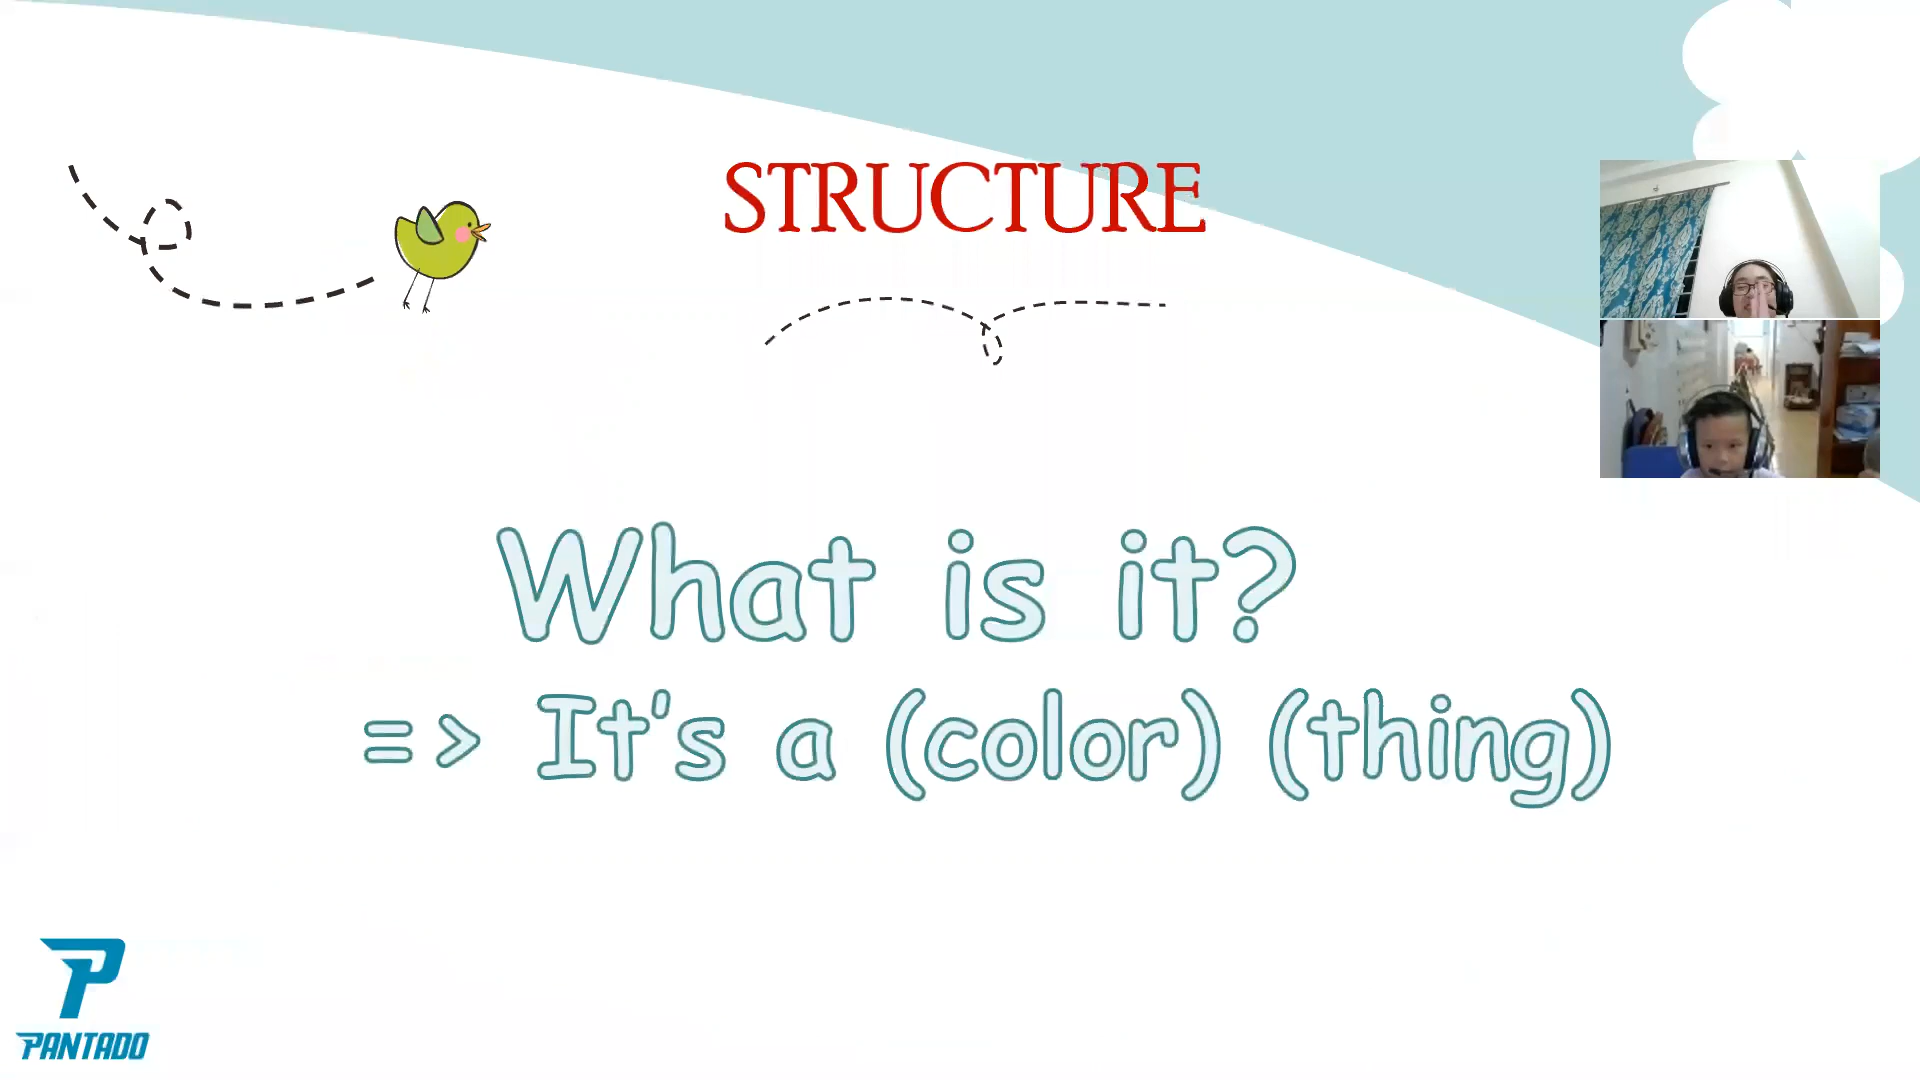 STRUCTURE
What is it?
=> It's a (color) (thing)
PANTADO